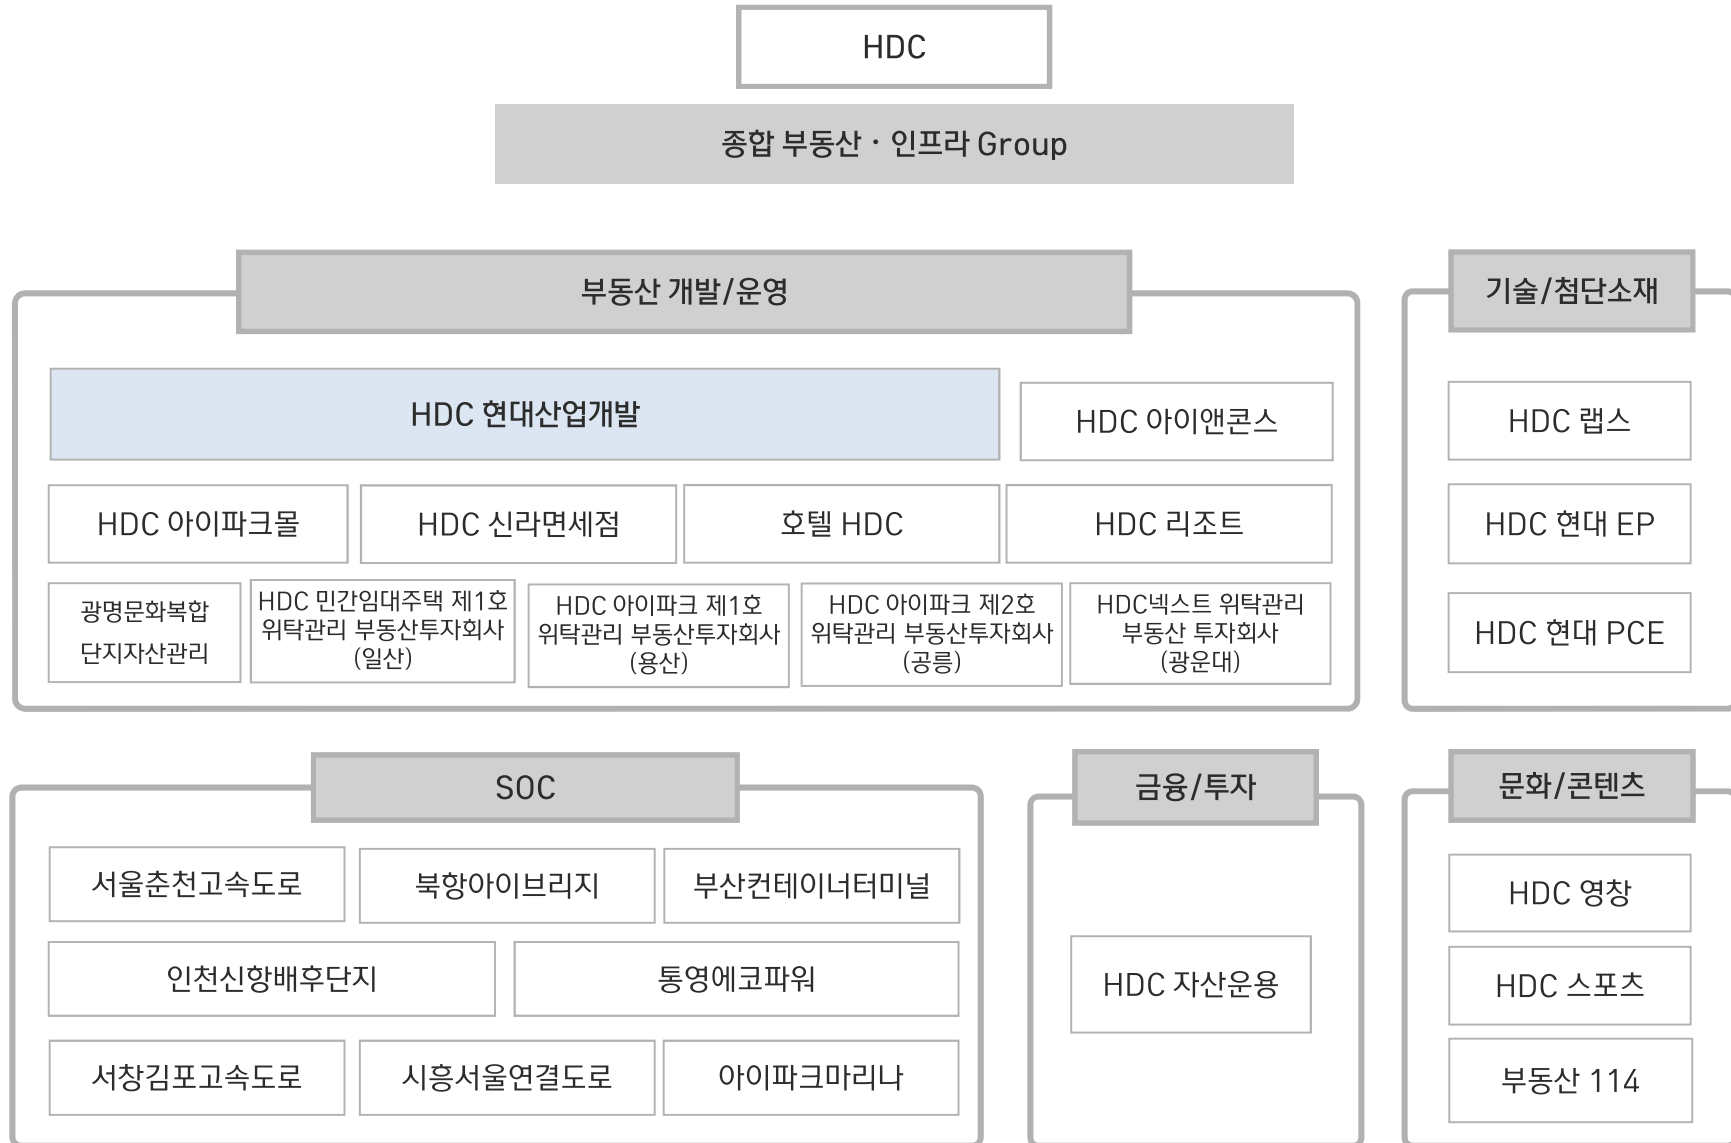 HDC
종합 부동산 · 인프라 Group
부동산 개발/운영
HDC 현대산업개발
HDC 아이앤콘스
HDC 아이파크몰
HDC 신라면세점
호텔 HDC
HDC 리조트
광명문화복합
단지자산관리
HDC 민간임대주택 제1호
위탁관리 부동산투자회사
(일산)
HDC 아이파크 제1호
위탁관리 부동산투자회사
(용산)
HDC 아이파크 제2호
위탁관리 부동산투자회사
(공릉)
HDC넥스트 위탁관리
부동산 투자회사
(광운대)
기술/첨단소재
HDC 랩스
HDC 현대 EP
HDC 현대 PCE
SOC
서울춘천고속도로
북항아이브리지
부산컨테이너터미널
인천신항배후단지
통영에코파워
서창김포고속도로
시흥서울연결도로
아이파크마리나
금융/투자
HDC 자산운용
문화/콘텐츠
HDC 영창
HDC 스포츠
부동산 114